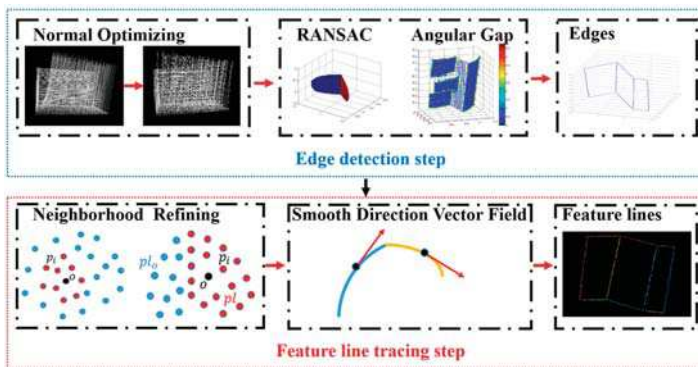 Normal Optimizing
RANSAC
Angular Gap
Edges
Edge detection step
Neighborhood Refining
Smooth Direction Vector Field
Feature lines
p_i
o
pl_o
p_i
o
pl
Feature line tracing step